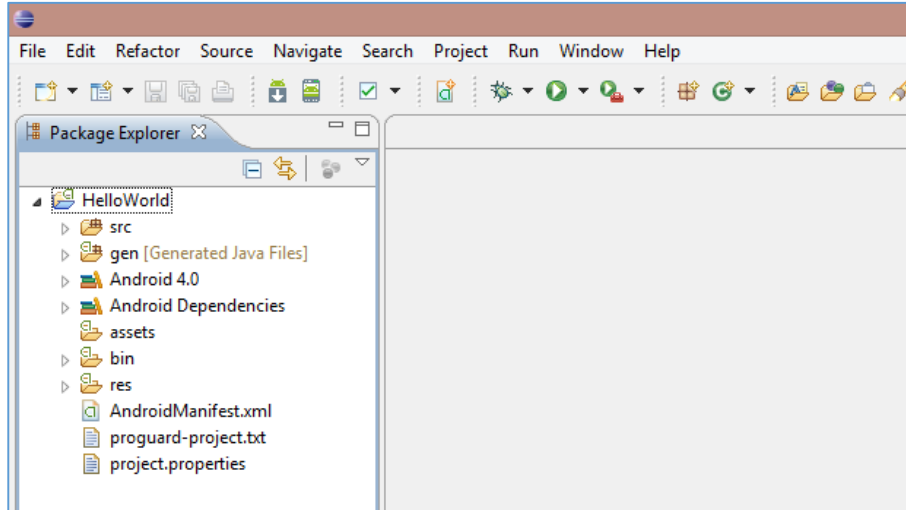 File Edit Refactor Source Navigate Search Project Run Window Help
Package Explorer
HelloWorld
src
gen [Generated Java Files]
Android 4.0
Android Dependencies
assets
bin
res
AndroidManifest.xml
proguard-project.txt
project.properties